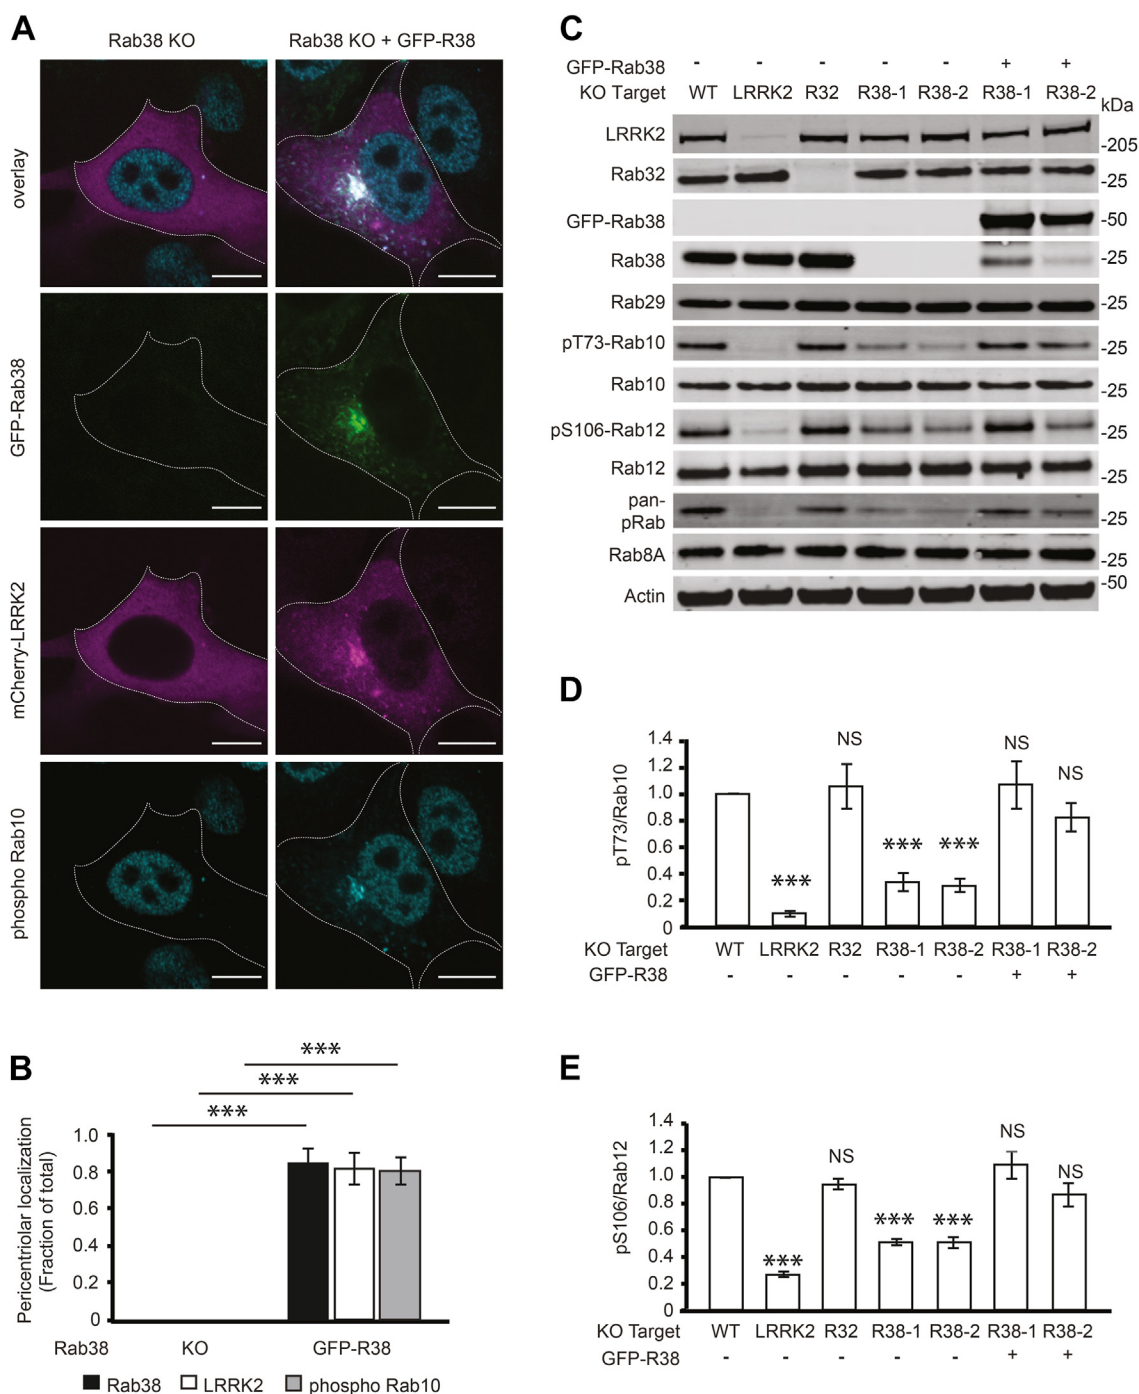 A
Rab38 KO
Rab38 KO + GFP-R38
overlay
GFP-Rab38
mCherry-LRRK2
phospho Rab10
B
***
***
***
Pericentriolar localization
(Fraction of total)
1.0
0.8
0.6
0.4
0.2
0
Rab38 KO GFP-R38
Rab38 LRRK2 phospho Rab10
C
GFP-Rab38 - - - - - + +
KO Target WT LRRK2 R32 R38-1 R38-2 R38-1 R38-2 kDa
LRRK2 -205
Rab32 -25
GFP-Rab38 -50
Rab38 -25
Rab29 -25
pT73-Rab10 -25
Rab10 -25
pS106-Rab12 -25
Rab12 -25
pan-
pRab -25
Rab8A -25
Actin -50
D
pT73/Rab10
1.4
1.2
1.0
0.8
0.6
0.4
0.2
0
*** NS *** *** NS NS
KO Target WT LRRK2 R32 R38-1 R38-2 R38-1 R38-2
GFP-R38 - - - - - + +
E
pS106/Rab12
1.4
1.2
1.0
0.8
0.6
0.4
0.2
0
*** NS *** *** NS NS
KO Target WT LRRK2 R32 R38-1 R38-2 R38-1 R38-2
GFP-R38 - - - - - + +